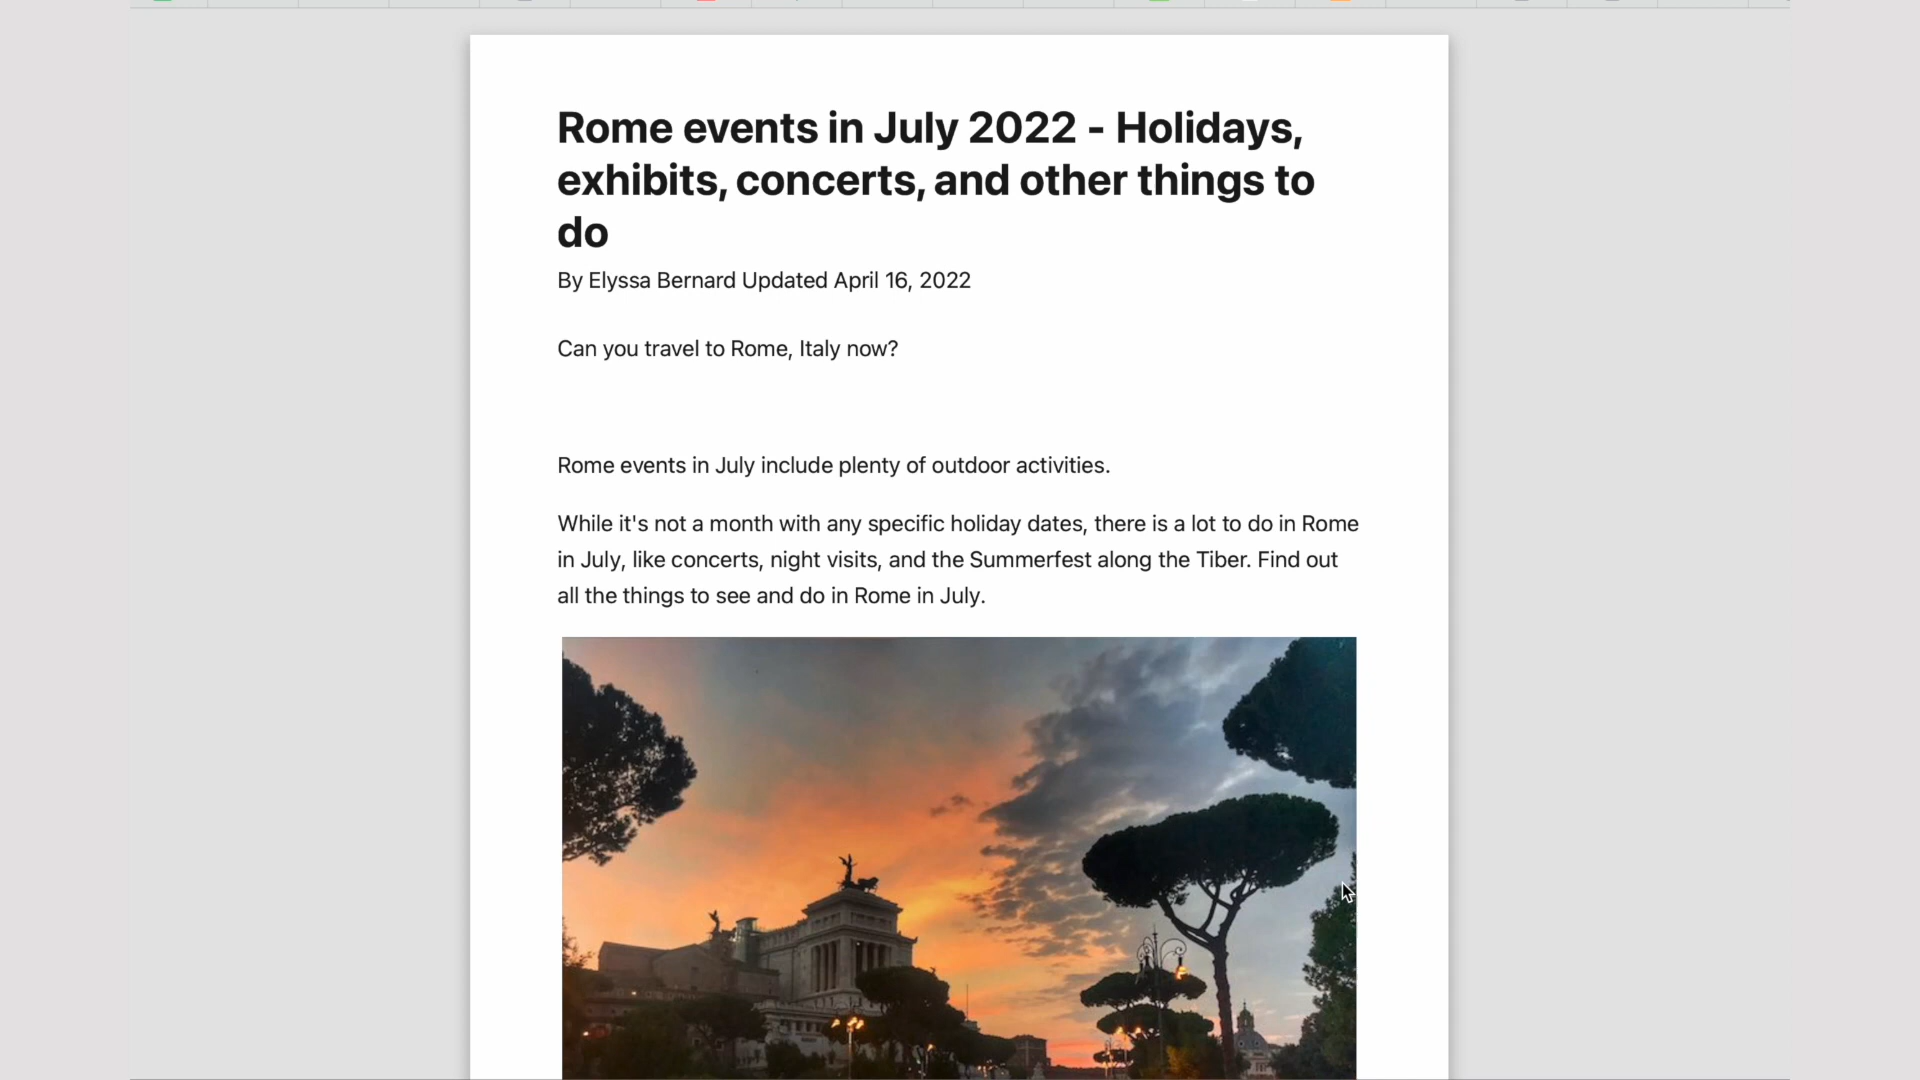 Rome events in July 2022 - Holidays,
exhibits, concerts, and other things to
do
By Elyssa Bernard Updated April 16, 2022
Can you travel to Rome, Italy now?
Rome events in July include plenty of outdoor activities.
While it's not a month with any specific holiday dates, there is a lot to do in Rome
in July, like concerts, night visits, and the Summerfest along the Tiber. Find out
all the things to see and do in Rome in July.